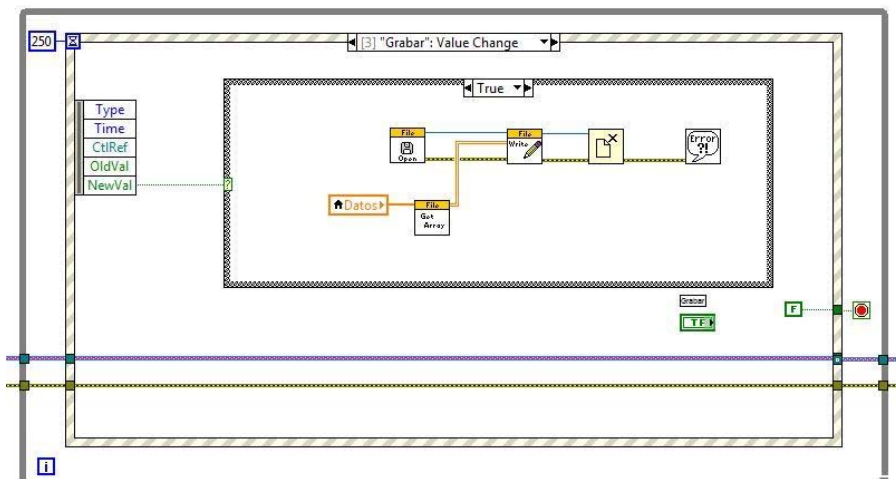 250
[3] "Grabar": Value Change
True
Type
Time
CtlRef
OldVal
NewVal
?
File
Open
File
Write
Error
?!
Datos
File
Get
Array
Grabar
TF
F
i